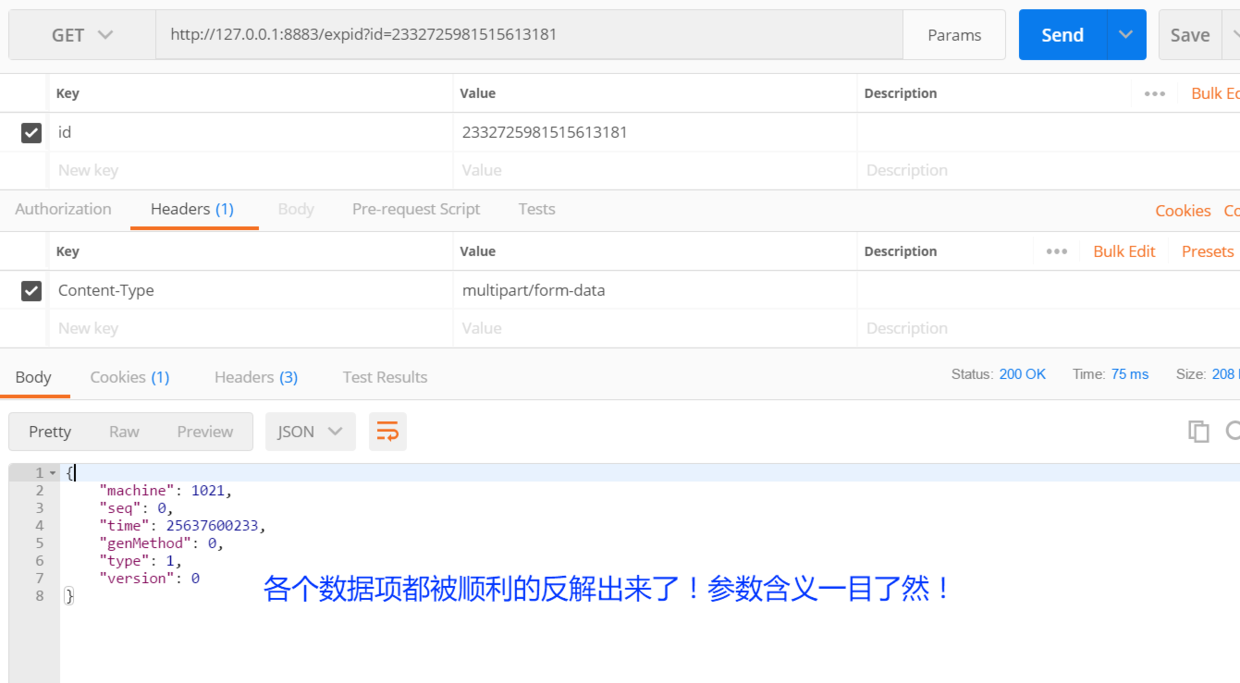 GET http://127.0.0.1:8883/expid?id=2332725981515613181 Params Send Save
Key Value Description Bulk
id 2332725981515613181
New key Value Description
Authorization Headers (1) Body Pre-request Script Tests Cookies
Key Value Description Bulk Edit Presets
Content-Type multipart/form-data
New key Value Description
Body Cookies (1) Headers (3) Test Results Status: 200 OK Time: 75 ms Size: 208
Pretty Raw Preview JSON
1 {
2 "machine": 1021,
3 "seq": 0,
4 "time": 25637600233,
5 "genMethod": 0,
6 "type": 1,
7 "version": 0
各个数据项都被顺利的反解出来了！参数含义一目了然！
8 }